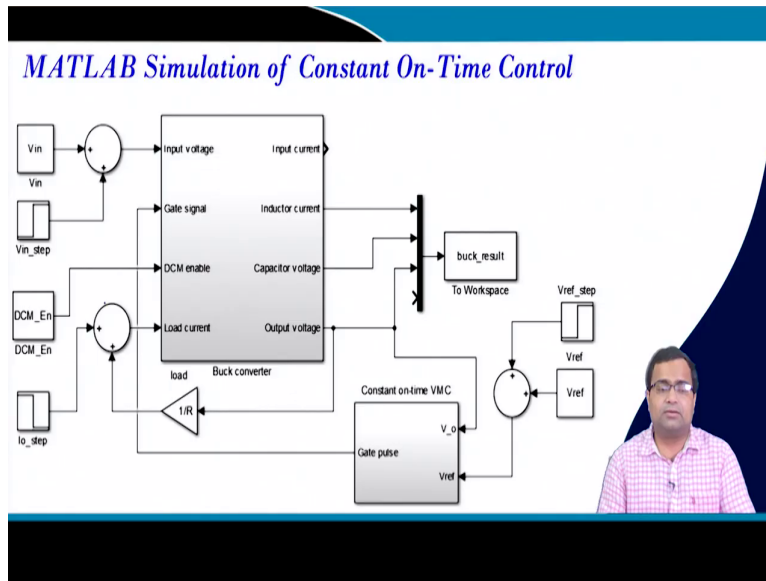 MATLAB Simulation of Constant On-Time Control
Vin
Vin
Vin_step
DCM_En
DCM_En
Io_step
Input voltage
Gate signal
DCM enable
Load current
Input current
Inductor current
Capacitor voltage
Output voltage
Buck converter
load
1/R
buck_result
To Workspace
Constant on-time VMC
V_o
Gate pulse
Vref
Vref_step
Vref
Vref